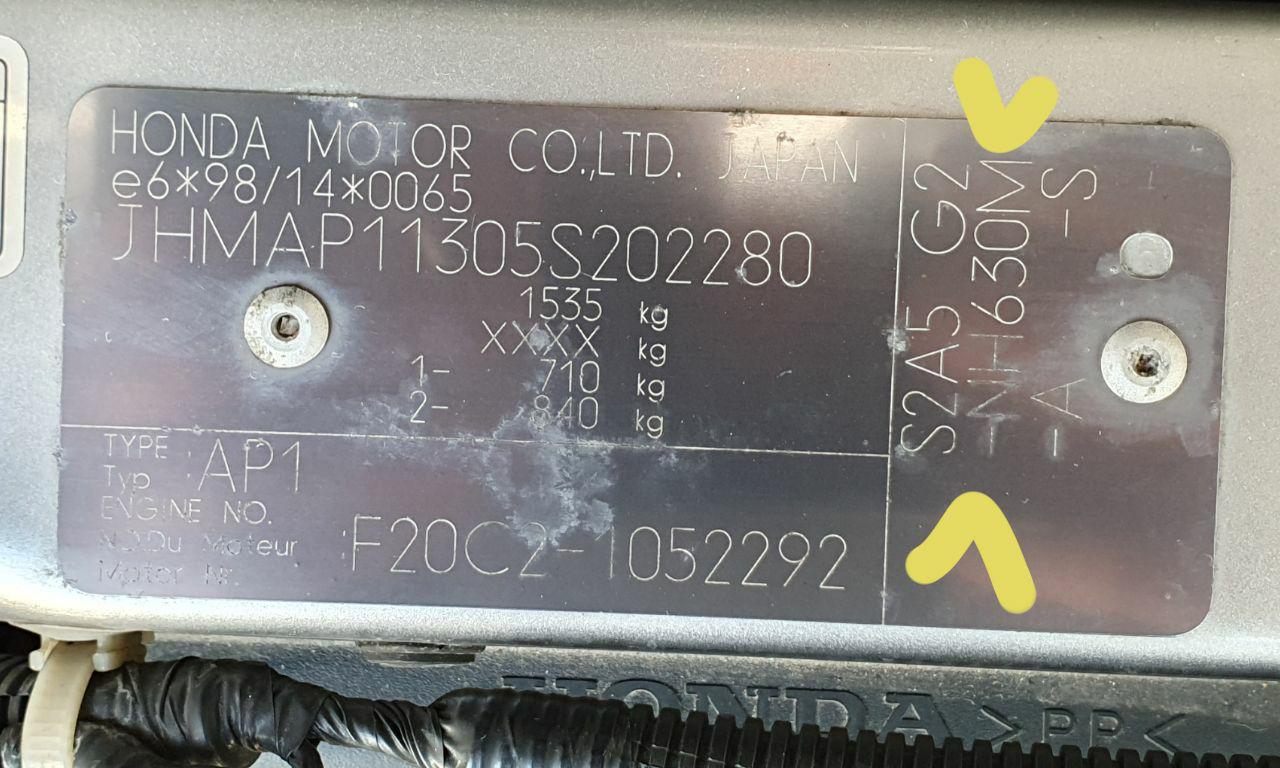 HONDA MOTOR CO.,LTD. JAPAN
e6*98/14*0065
JHMAP11305S202280
1535 kg
XXXX kg
1- 710 kg
2- 840 kg
TYPE
Typ AP1
ENGINE NO.
N.DDu Moteur
Motor Nr. F20C2-1052292
S2A5 G2
-NH630M
-A -S
HONDA >PP<